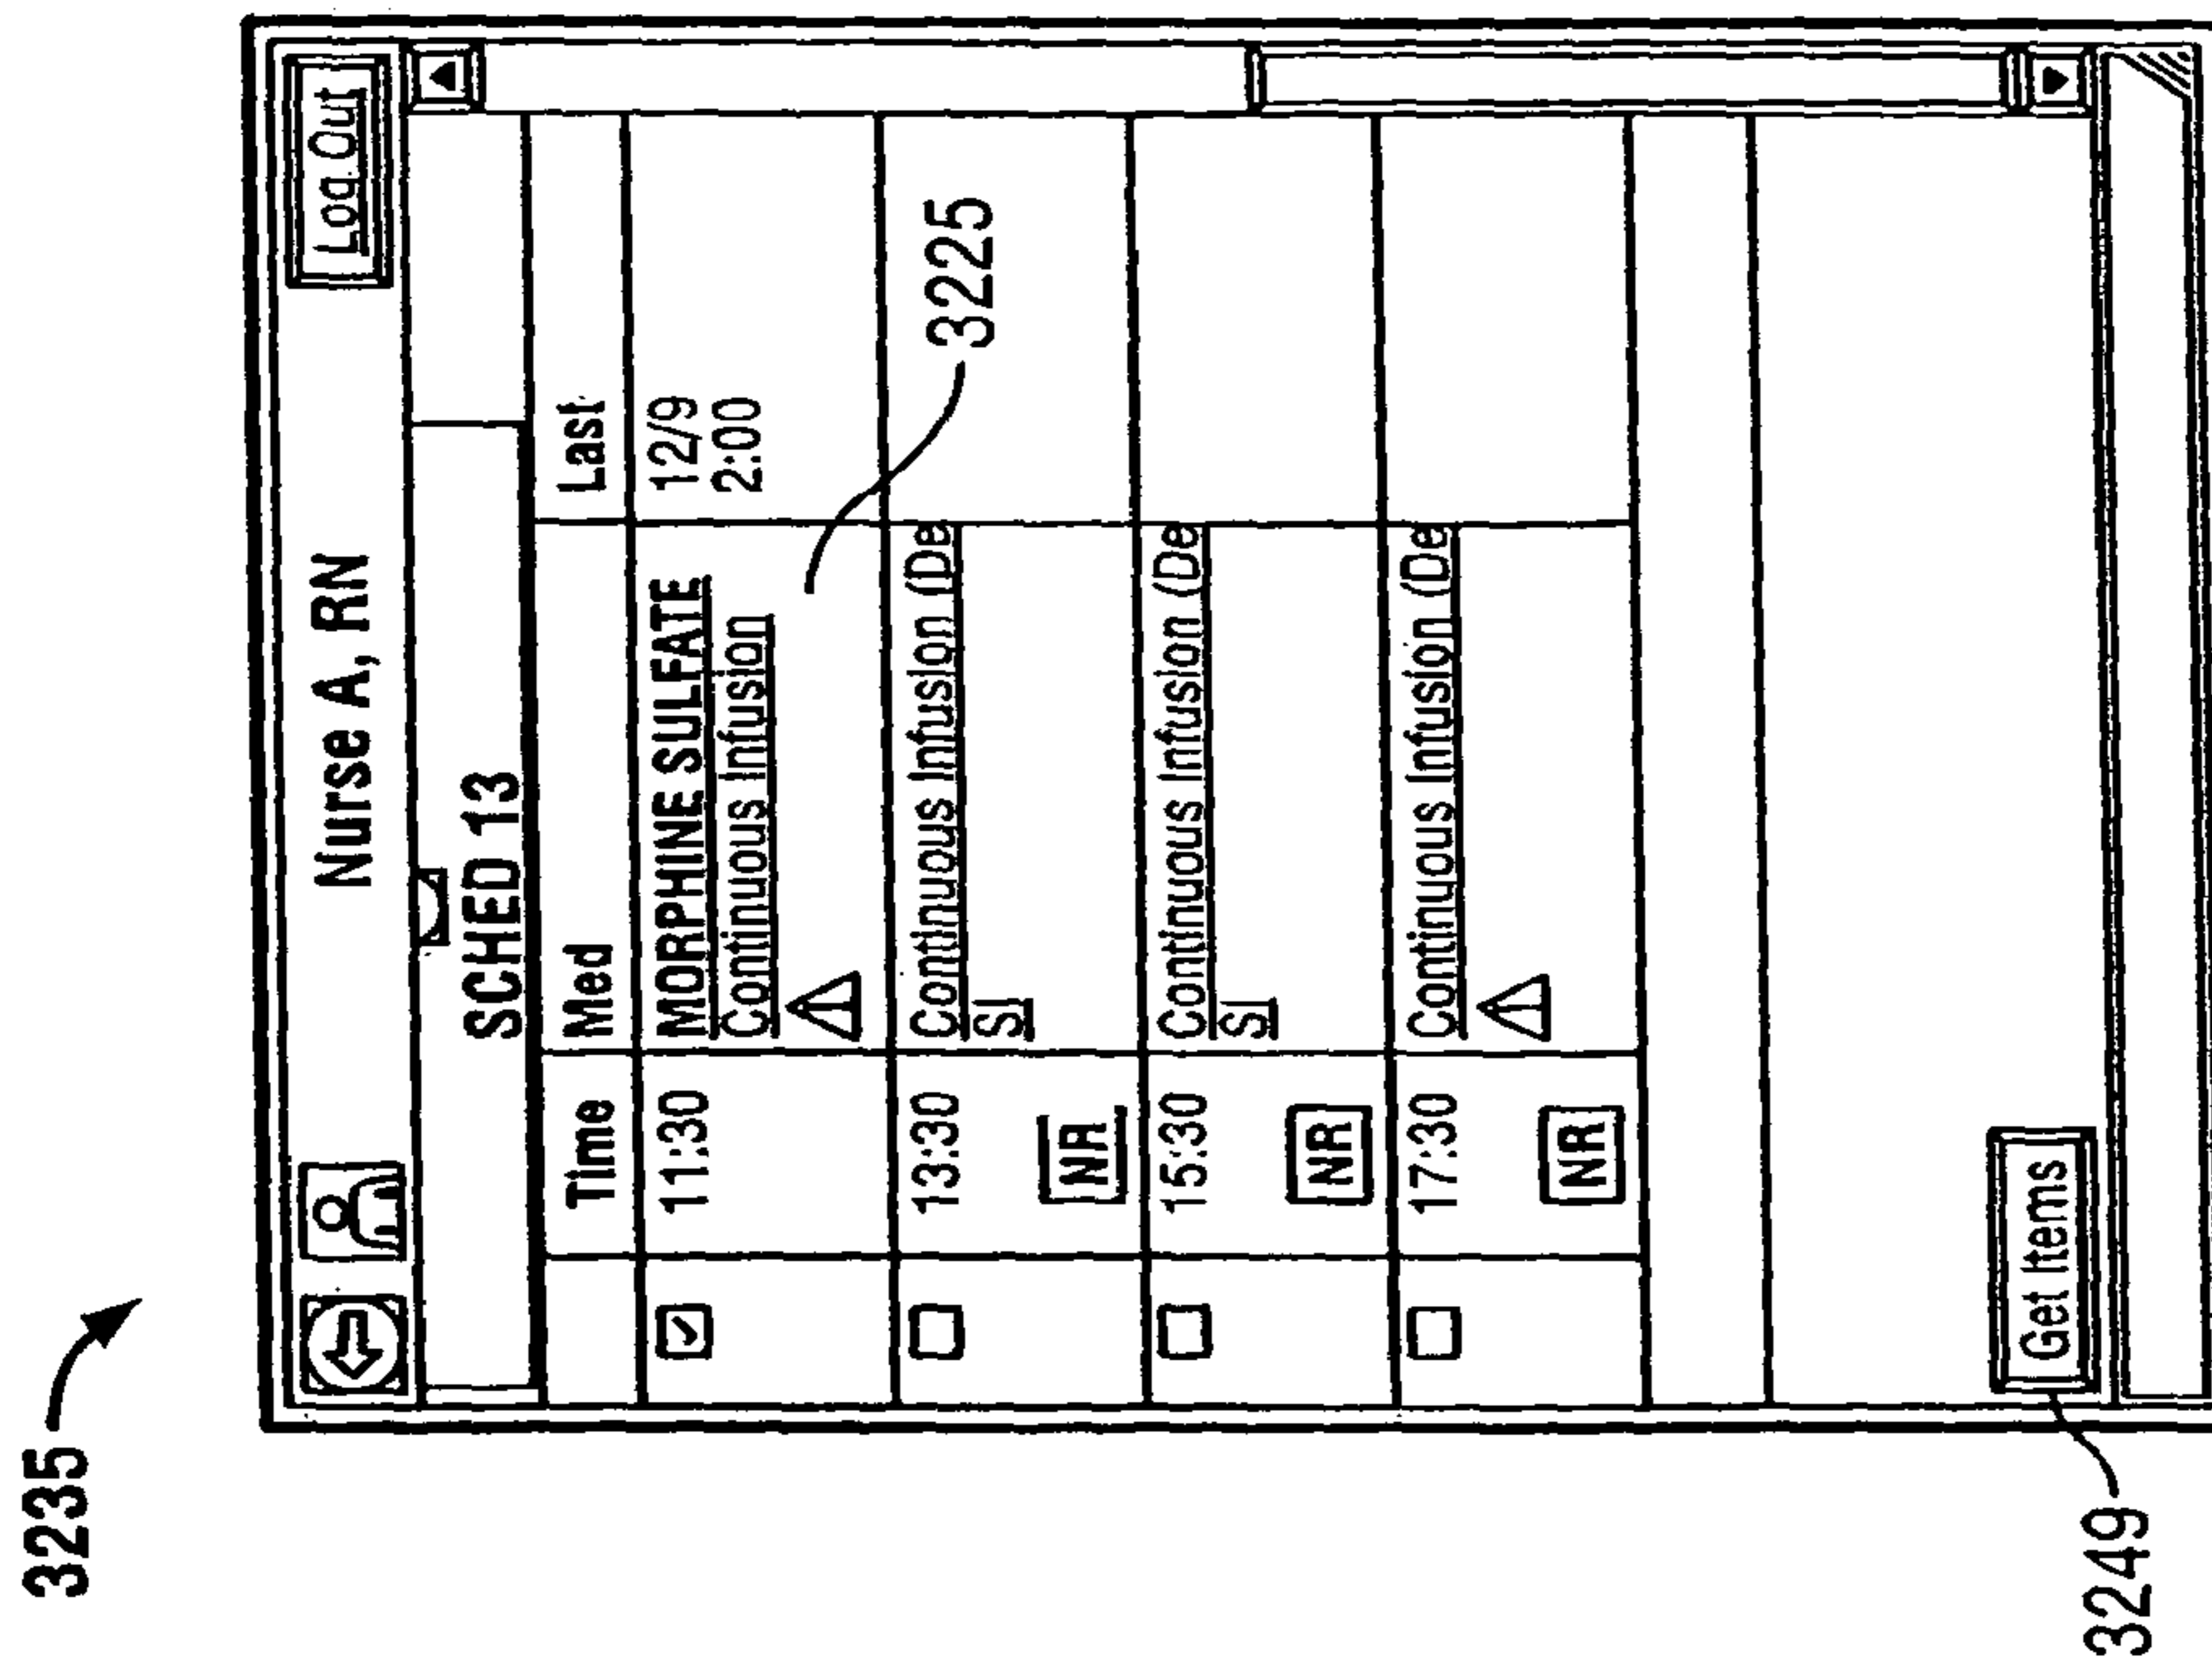 3235
Nurse A, RN
Log Out
SCHED 13
Time Med Last
11:30 MORPHINE SULFATE 12/9
Continuous Infusion 2:00
3225
13:30 Continuous Infusion (De
SI
NR
15:30 Continuous Infusion (De
SI
NR
17:30 Continuous Infusion (De
NR
Get Items
3249